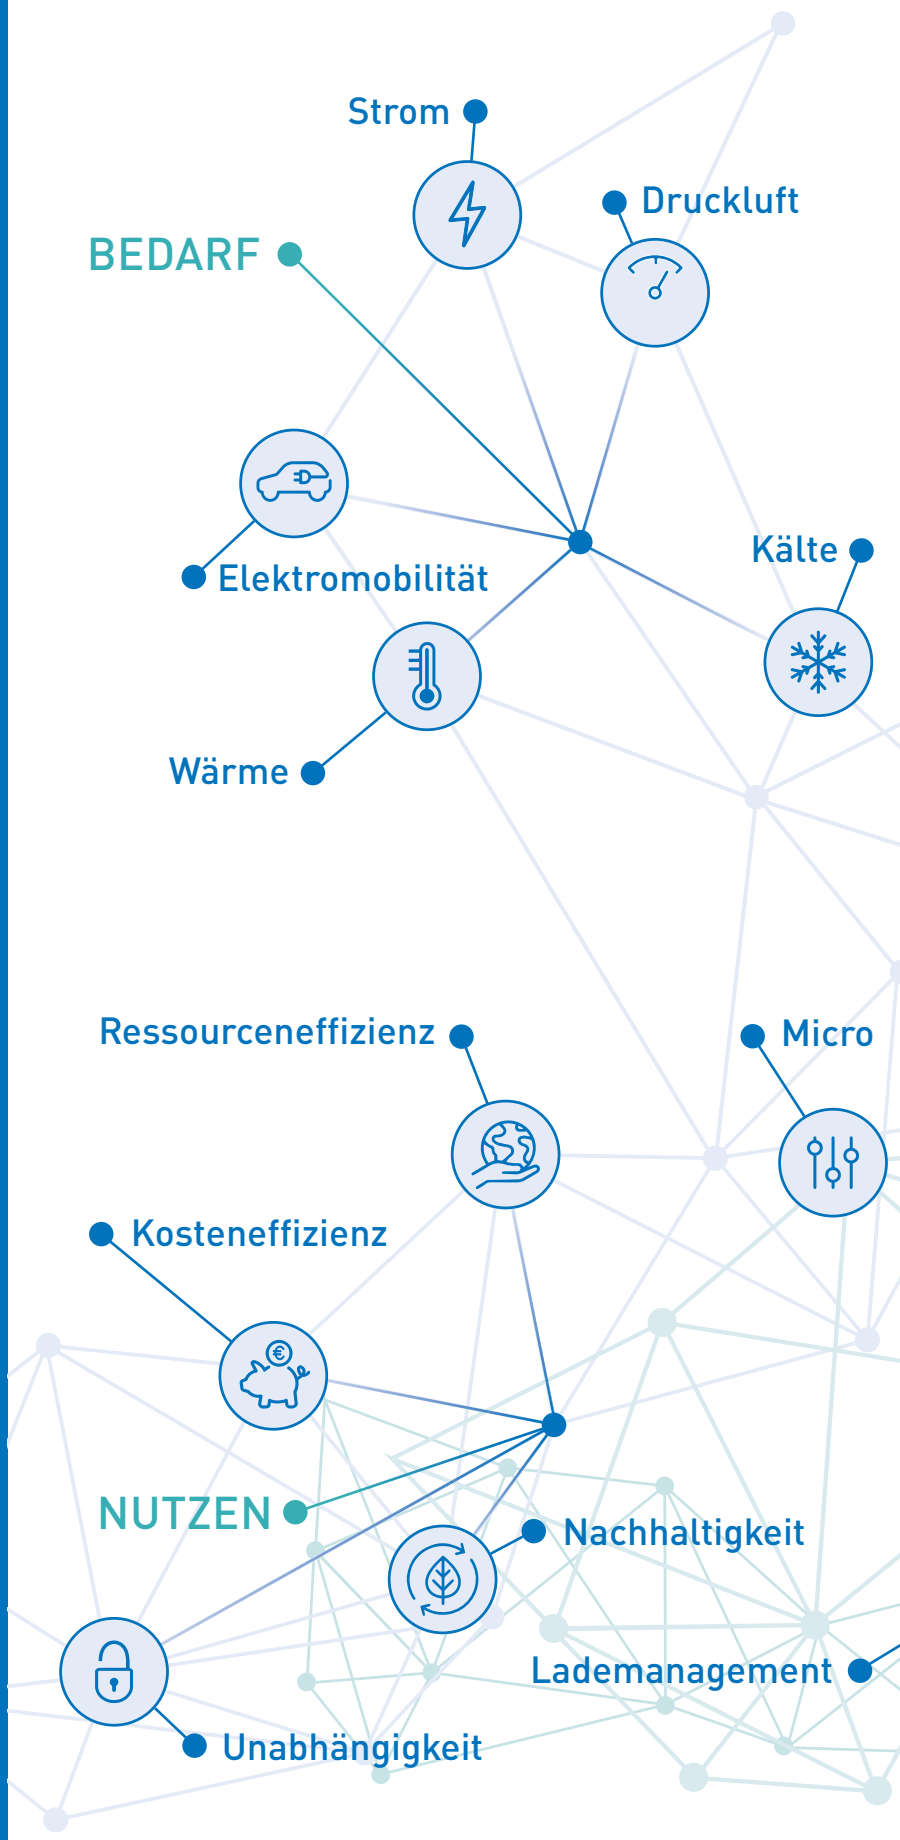 Strom
Druckluft
BEDARF
Kälte
Elektromobilität
Wärme
Ressourceneffizienz
Micro
Kosteneffizienz
€
NUTZEN
Nachhaltigkeit
Lademanagement
Unabhängigkeit